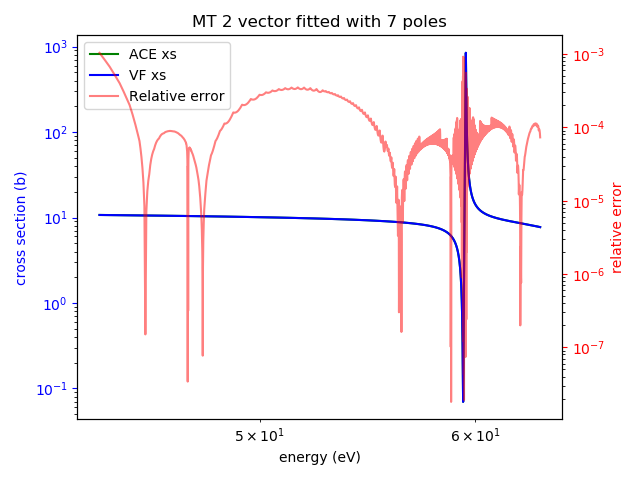 MT 2 vector fitted with 7 poles
ACE xs
VF xs
Relative error
cross section (b)
10³
10²
10¹
10⁰
10⁻¹
10⁻³
10⁻⁴
10⁻⁵
10⁻⁶
10⁻⁷
relative error
5 × 10¹
6 × 10¹
energy (eV)